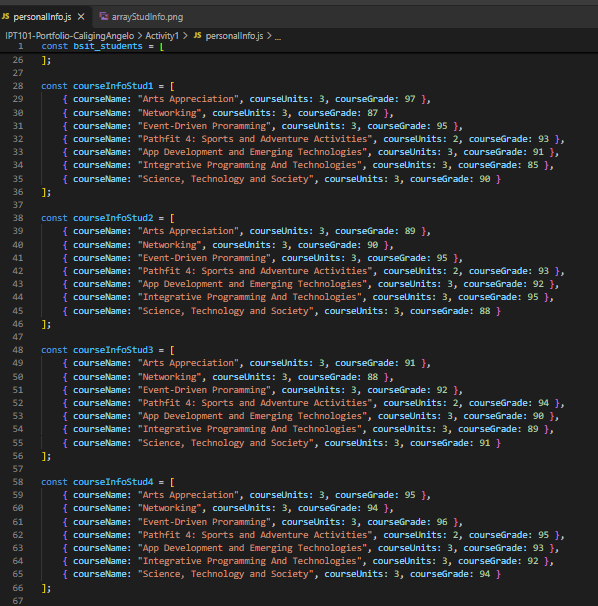 JS personalInfo.js × arrayStudInfo.png
IPT101-Portfolio-CaligingAngelo > Activity1 > JS personalInfo.js > ...
1 const bsit_students = [
26 ];
27
28 const courseInfoStud1 = [
29 { courseName: "Arts Appreciation", courseUnits: 3, courseGrade: 97 },
30 { courseName: "Networking", courseUnits: 3, courseGrade: 87 },
31 { courseName: "Event-Driven Proramming", courseUnits: 3, courseGrade: 95 },
32 { courseName: "Pathfit 4: Sports and Adventure Activities", courseUnits: 2, courseGrade: 93 },
33 { courseName: "App Development and Emerging Technologies", courseUnits: 3, courseGrade: 91 },
34 { courseName: "Integrative Programming And Technologies", courseUnits: 3, courseGrade: 85 },
35 { courseName: "Science, Technology and Society", courseUnits: 3, courseGrade: 90 }
36 ];
37
38 const courseInfoStud2 = [
39 { courseName: "Arts Appreciation", courseUnits: 3, courseGrade: 89 },
40 { courseName: "Networking", courseUnits: 3, courseGrade: 90 },
41 { courseName: "Event-Driven Proramming", courseUnits: 3, courseGrade: 95 },
42 { courseName: "Pathfit 4: Sports and Adventure Activities", courseUnits: 2, courseGrade: 93 },
43 { courseName: "App Development and Emerging Technologies", courseUnits: 3, courseGrade: 92 },
44 { courseName: "Integrative Programming And Technologies", courseUnits: 3, courseGrade: 95 },
45 { courseName: "Science, Technology and Society", courseUnits: 3, courseGrade: 88 }
46 ];
47
48 const courseInfoStud3 = [
49 { courseName: "Arts Appreciation", courseUnits: 3, courseGrade: 91 },
50 { courseName: "Networking", courseUnits: 3, courseGrade: 88 },
51 { courseName: "Event-Driven Proramming", courseUnits: 3, courseGrade: 92 },
52 { courseName: "Pathfit 4: Sports and Adventure Activities", courseUnits: 2, courseGrade: 94 },
53 { courseName: "App Development and Emerging Technologies", courseUnits: 3, courseGrade: 90 },
54 { courseName: "Integrative Programming And Technologies", courseUnits: 3, courseGrade: 89 },
55 { courseName: "Science, Technology and Society", courseUnits: 3, courseGrade: 91 }
56 ];
57
58 const courseInfoStud4 = [
59 { courseName: "Arts Appreciation", courseUnits: 3, courseGrade: 95 },
60 { courseName: "Networking", courseUnits: 3, courseGrade: 94 },
61 { courseName: "Event-Driven Proramming", courseUnits: 3, courseGrade: 96 },
62 { courseName: "Pathfit 4: Sports and Adventure Activities", courseUnits: 2, courseGrade: 95 },
63 { courseName: "App Development and Emerging Technologies", courseUnits: 3, courseGrade: 93 },
64 { courseName: "Integrative Programming And Technologies", courseUnits: 3, courseGrade: 92 },
65 { courseName: "Science, Technology and Society", courseUnits: 3, courseGrade: 94 }
66 ];
67